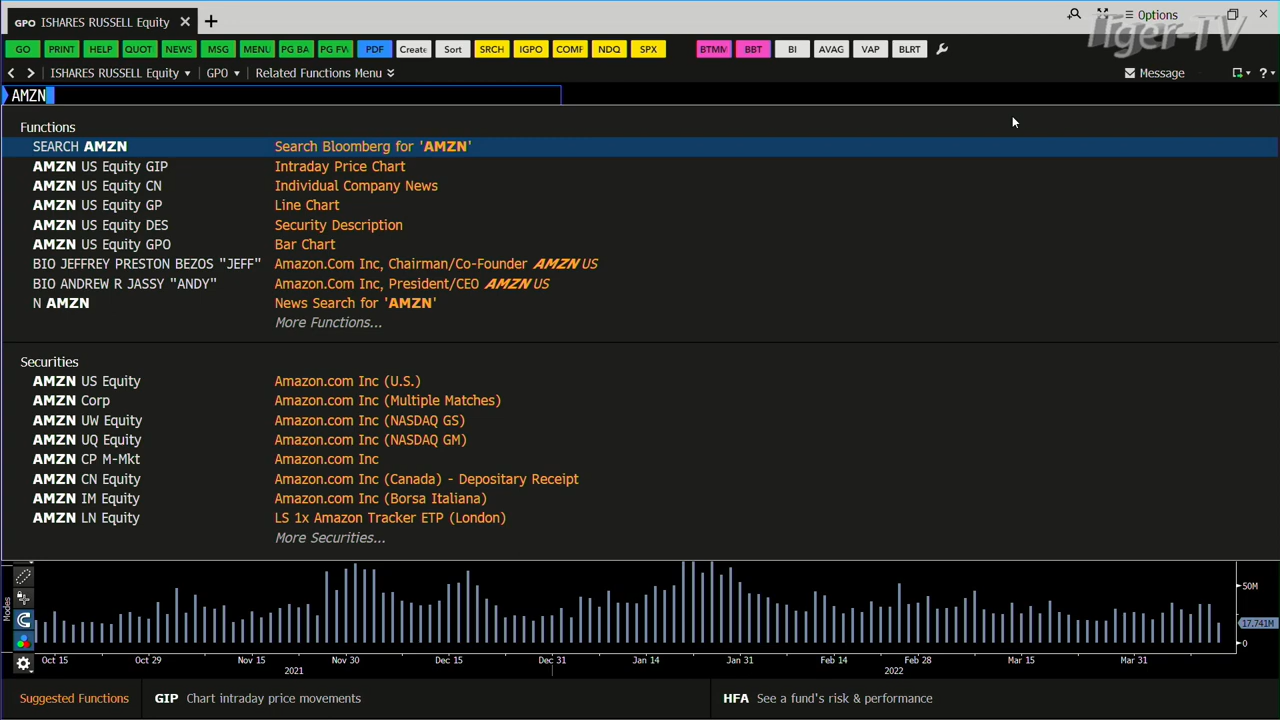 GPO ISHARES RUSSELL Equity
Options
Tiger-TV
GO PRINT HELP QUOT NEWS MSG MENU PG BA PG FW PDF Create Sort SRCH IGPO COMF NDQ SPX BTMM BBT BI AVAG VAP BLRT
ISHARES RUSSELL Equity GPO Related Functions Menu Message ?
AMZN
Functions
SEARCH AMZN Search Bloomberg for 'AMZN'
AMZN US Equity GIP Intraday Price Chart
AMZN US Equity CN Individual Company News
AMZN US Equity GP Line Chart
AMZN US Equity DES Security Description
AMZN US Equity GPO Bar Chart
BIO JEFFREY PRESTON BEZOS "JEFF" Amazon.Com Inc, Chairman/Co-Founder AMZN US
BIO ANDREW R JASSY "ANDY" Amazon.Com Inc, President/CEO AMZN US
N AMZN News Search for 'AMZN'
More Functions...
Securities
AMZN US Equity Amazon.com Inc (U.S.)
AMZN Corp Amazon.com Inc (Multiple Matches)
AMZN UW Equity Amazon.com Inc (NASDAQ GS)
AMZN UQ Equity Amazon.com Inc (NASDAQ GM)
AMZN CP M-Mkt Amazon.com Inc
AMZN CN Equity Amazon.com Inc (Canada) - Depositary Receipt
AMZN IM Equity Amazon.com Inc (Borsa Italiana)
AMZN LN Equity LS 1x Amazon Tracker ETP (London)
More Securities...
50M
Modes
17.741M
0
Oct 15 Oct 29 Nov 15 Nov 30 Dec 15 Dec 31 Jan 14 Jan 31 Feb 14 Feb 28 Mar 15 Mar 31
2021 2022
Suggested Functions GIP Chart intraday price movements HFA See a fund's risk & performance